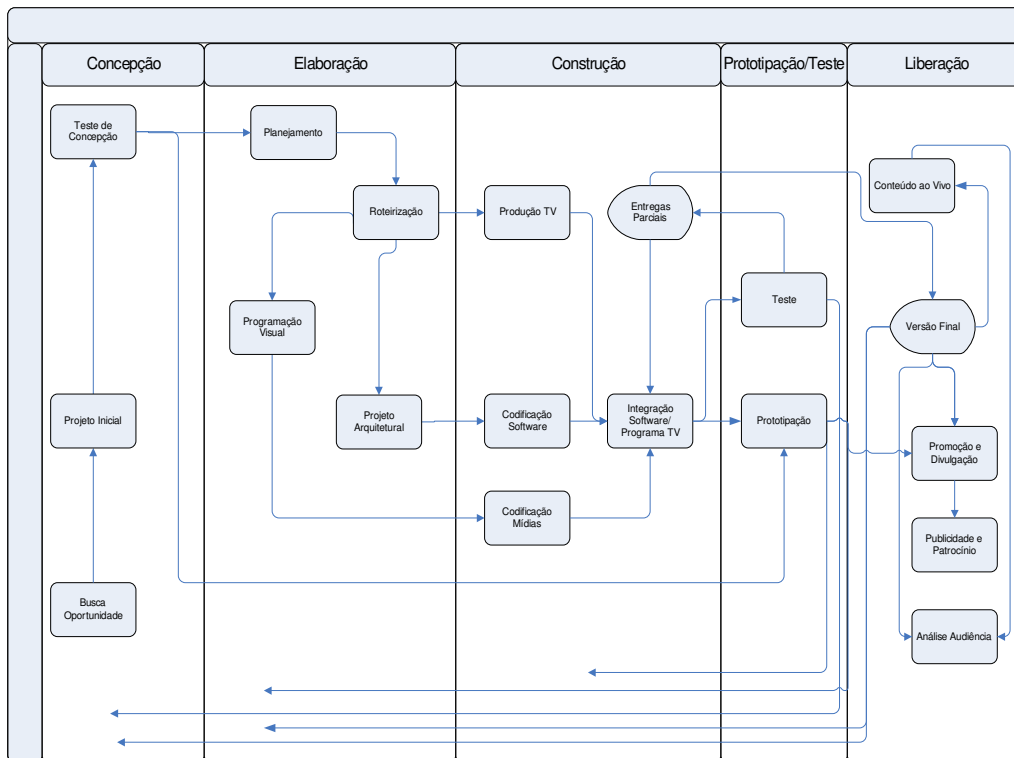 Concepção
Elaboração
Construção
Prototipação/Teste
Liberação
Teste de
Concepção
Projeto Inicial
Busca
Oportunidade
Planejamento
Roteirização
Programação
Visual
Projeto
Arquitetural
Produção TV
Entregas
Parciais
Codificação
Software
Integração
Software/
Programa TV
Codificação
Mídias
Teste
Prototipação
Conteúdo ao Vivo
Versão Final
Promoção e
Divulgação
Publicidade e
Patrocínio
Análise Audiência